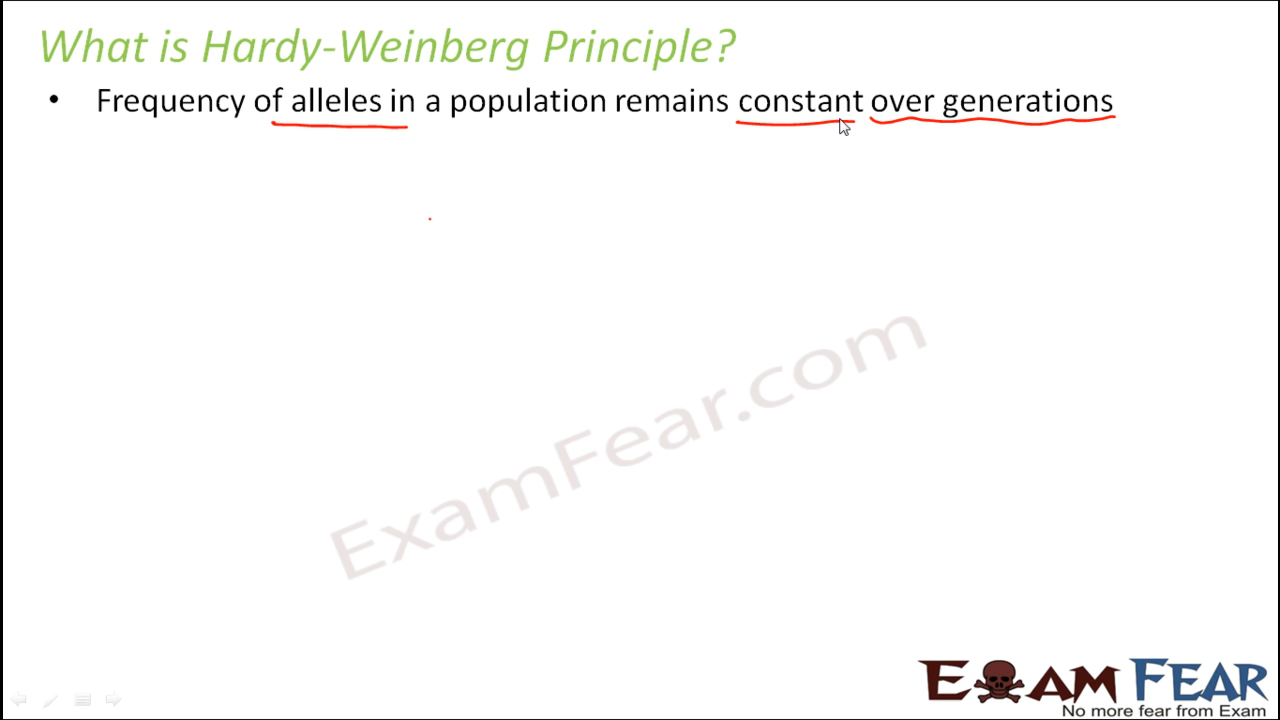 What is Hardy-Weinberg Principle?
• Frequency of alleles in a population remains constant over generations
ExamFear.com
EXAM FEAR
No more fear from Exam